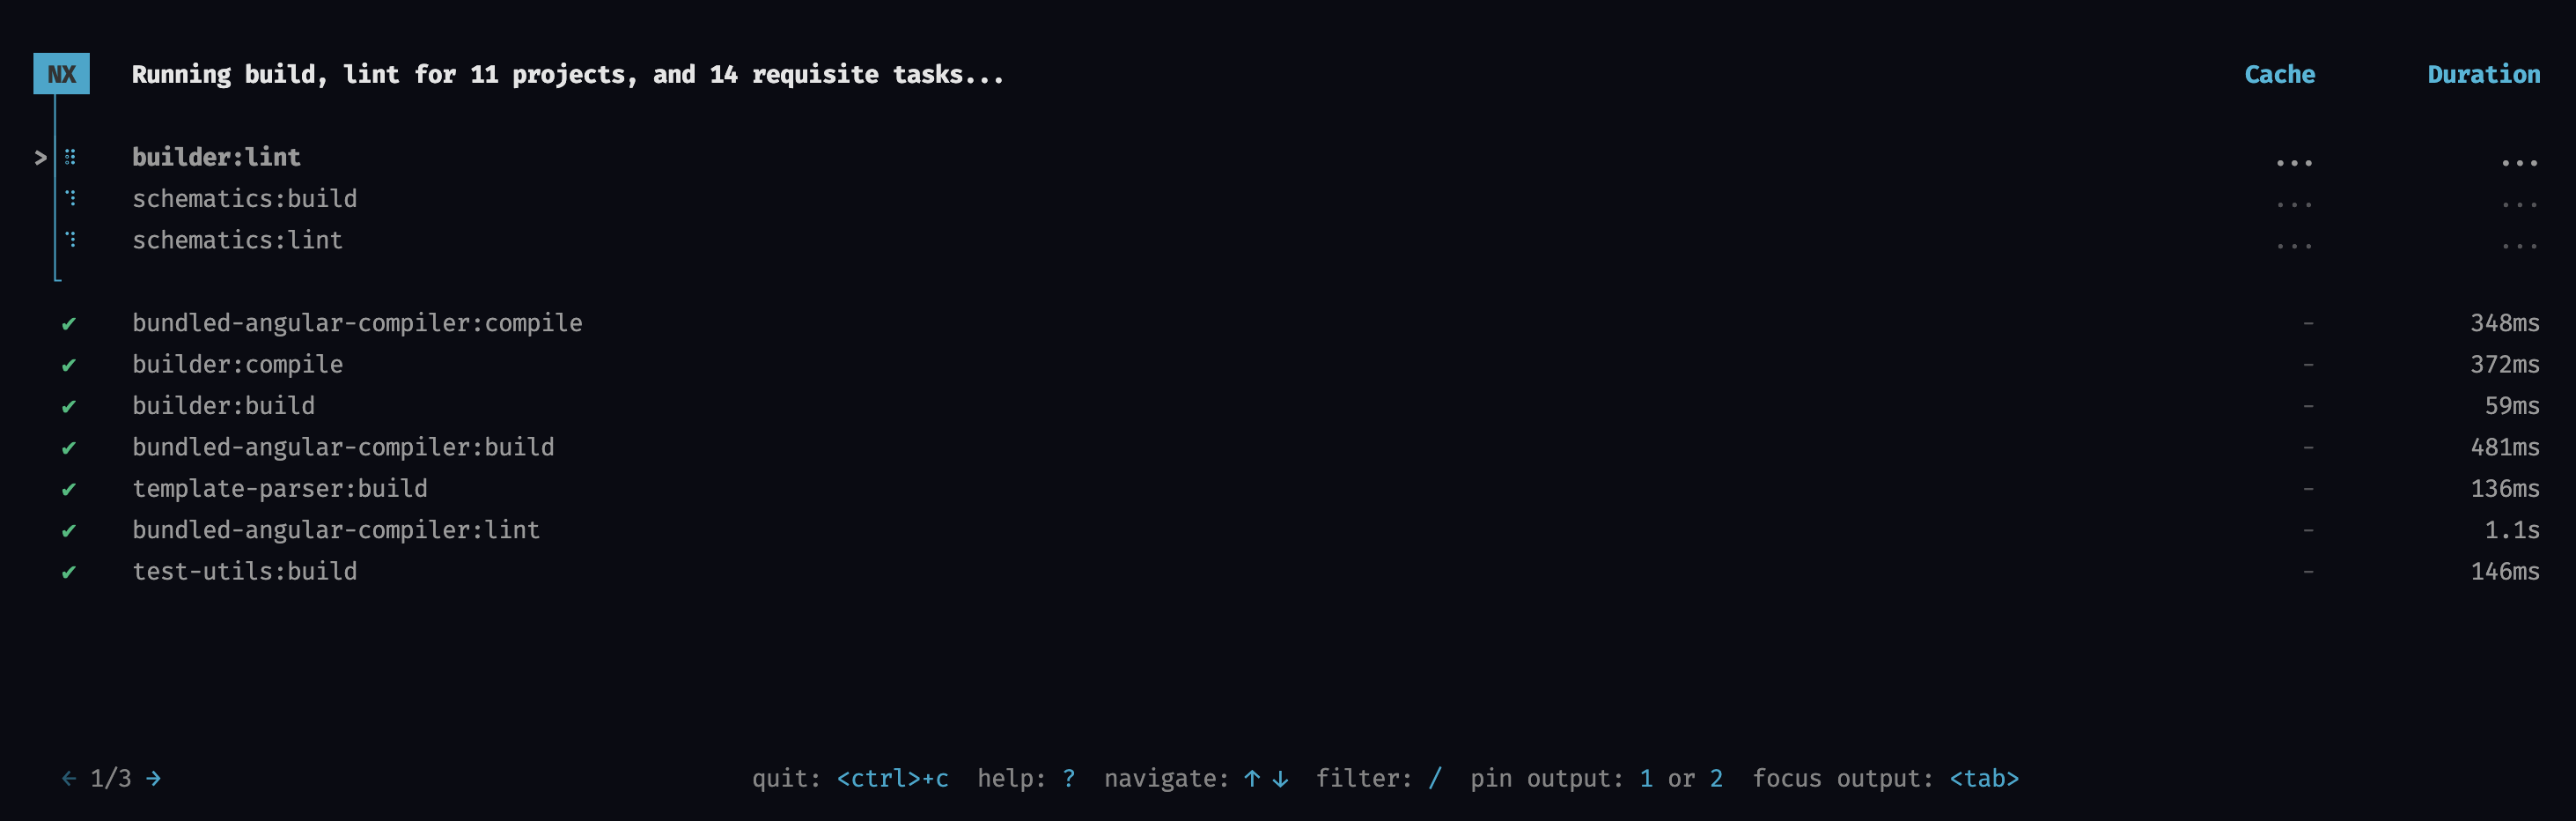 NX Running build, lint for 11 projects, and 14 requisite tasks... Cache Duration
> builder:lint ... ...
schematics:build ... ...
schematics:lint ... ...
✔ bundled-angular-compiler:compile - 348ms
✔ builder:compile - 372ms
✔ builder:build - 59ms
✔ bundled-angular-compiler:build - 481ms
✔ template-parser:build - 136ms
✔ bundled-angular-compiler:lint - 1.1s
✔ test-utils:build - 146ms
← 1/3 → quit: <ctrl>+c help: ? navigate: ↑ ↓ filter: / pin output: 1 or 2 focus output: <tab>